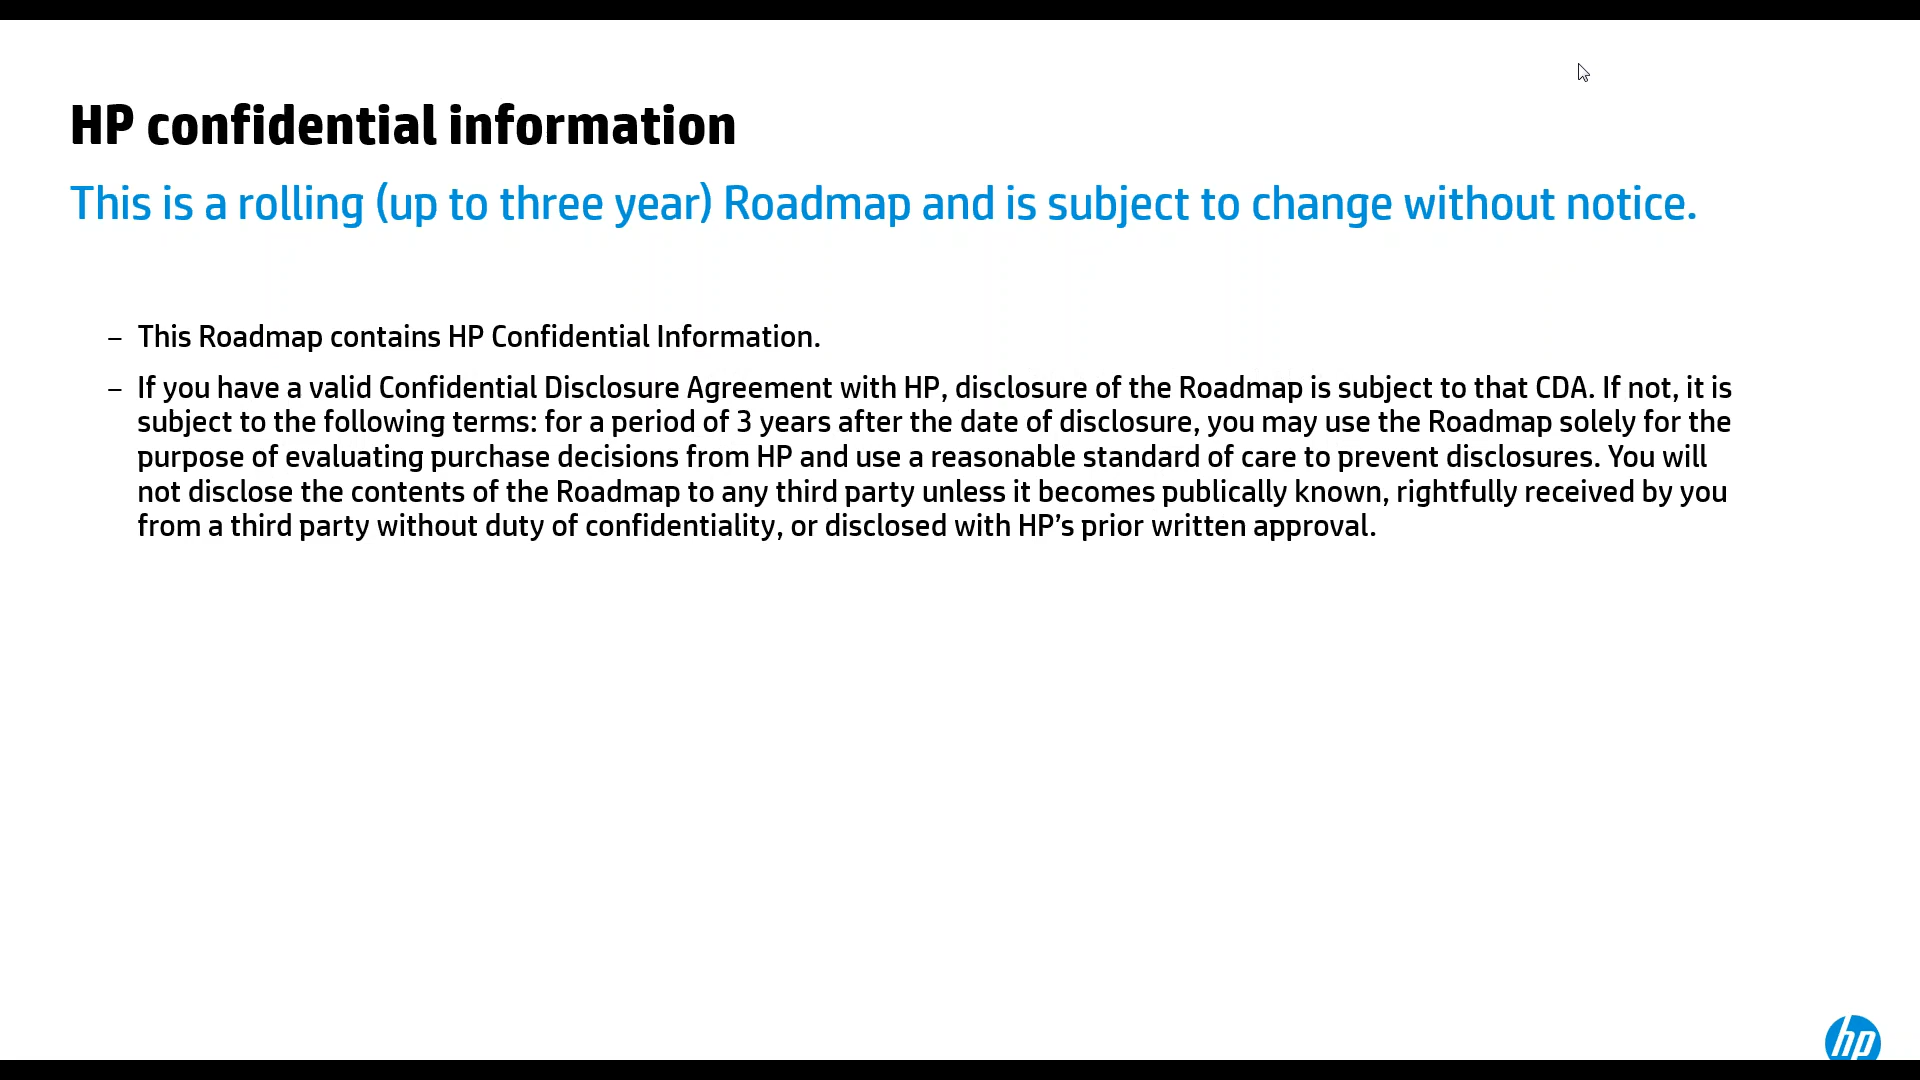 HP confidential information
This is a rolling (up to three year) Roadmap and is subject to change without notice.
– This Roadmap contains HP Confidential Information.
– If you have a valid Confidential Disclosure Agreement with HP, disclosure of the Roadmap is subject to that CDA. If not, it is
subject to the following terms: for a period of 3 years after the date of disclosure, you may use the Roadmap solely for the
purpose of evaluating purchase decisions from HP and use a reasonable standard of care to prevent disclosures. You will
not disclose the contents of the Roadmap to any third party unless it becomes publically known, rightfully received by you
from a third party without duty of confidentiality, or disclosed with HP’s prior written approval.
hp